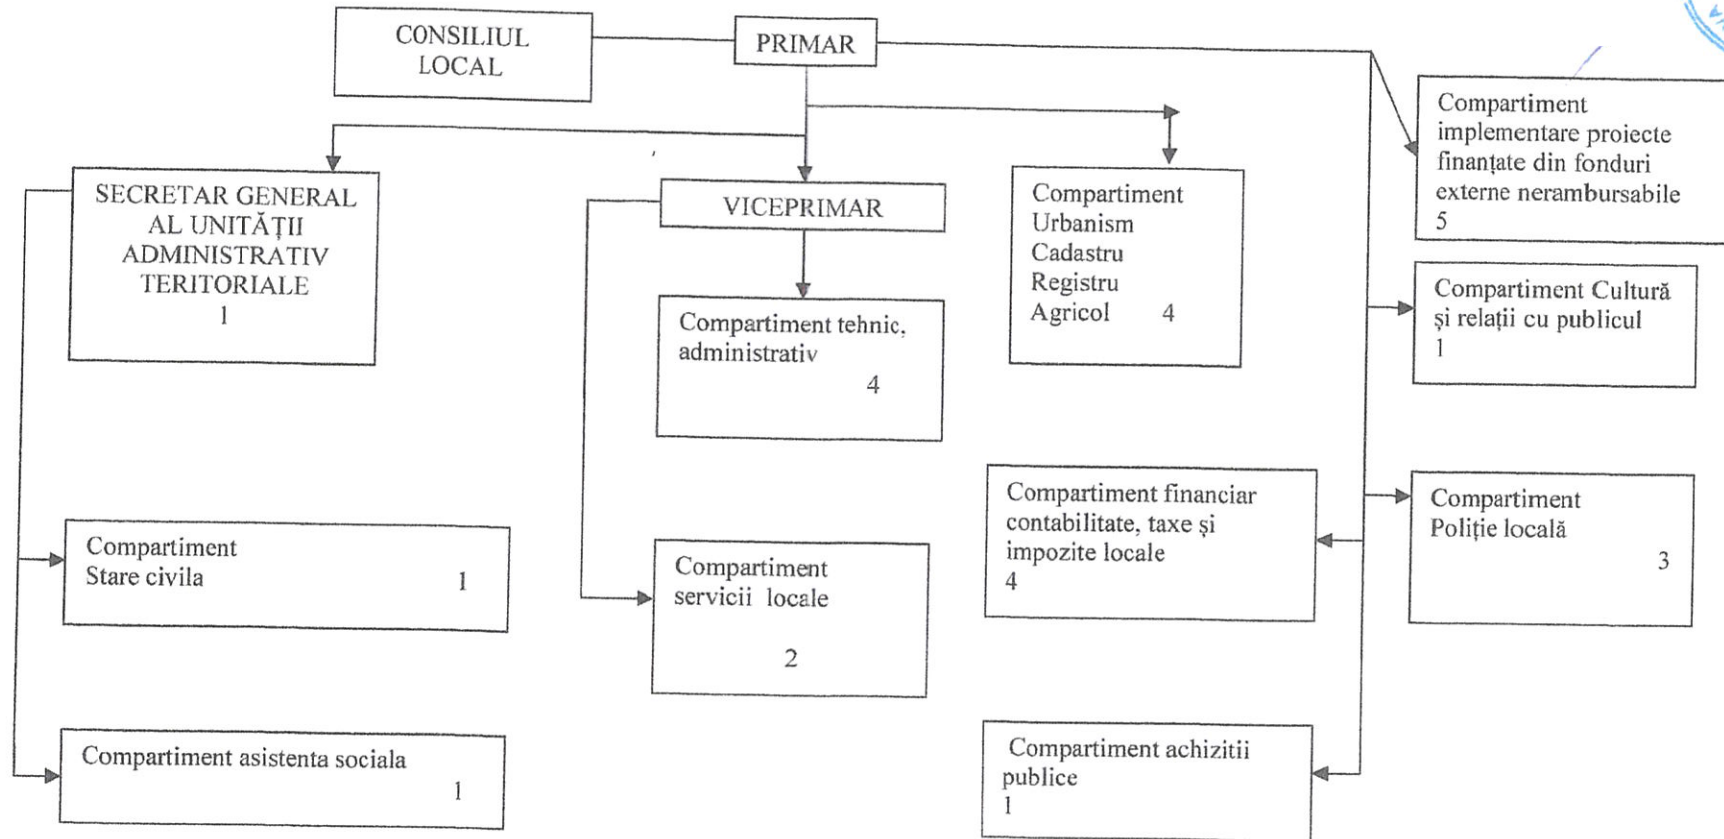 CONSILIUL
LOCAL
PRIMAR
Compartiment
implementare proiecte
finanțate din fonduri
externe nerambursabile
5
SECRETAR GENERAL
AL UNITĂȚII
ADMINISTRATIV
TERITORIALE
1
VICEPRIMAR
Compartiment
Urbanism
Cadastru
Registru
Agricol 4
Compartiment Cultură
și relații cu publicul
1
Compartiment tehnic,
administrativ
4
Compartiment financiar
contabilitate, taxe și
impozite locale
4
Compartiment
Poliție locală
3
Compartiment
Stare civila 1
Compartiment
servicii locale
2
Compartiment asistenta sociala
1
Compartiment achizitii
publice
1